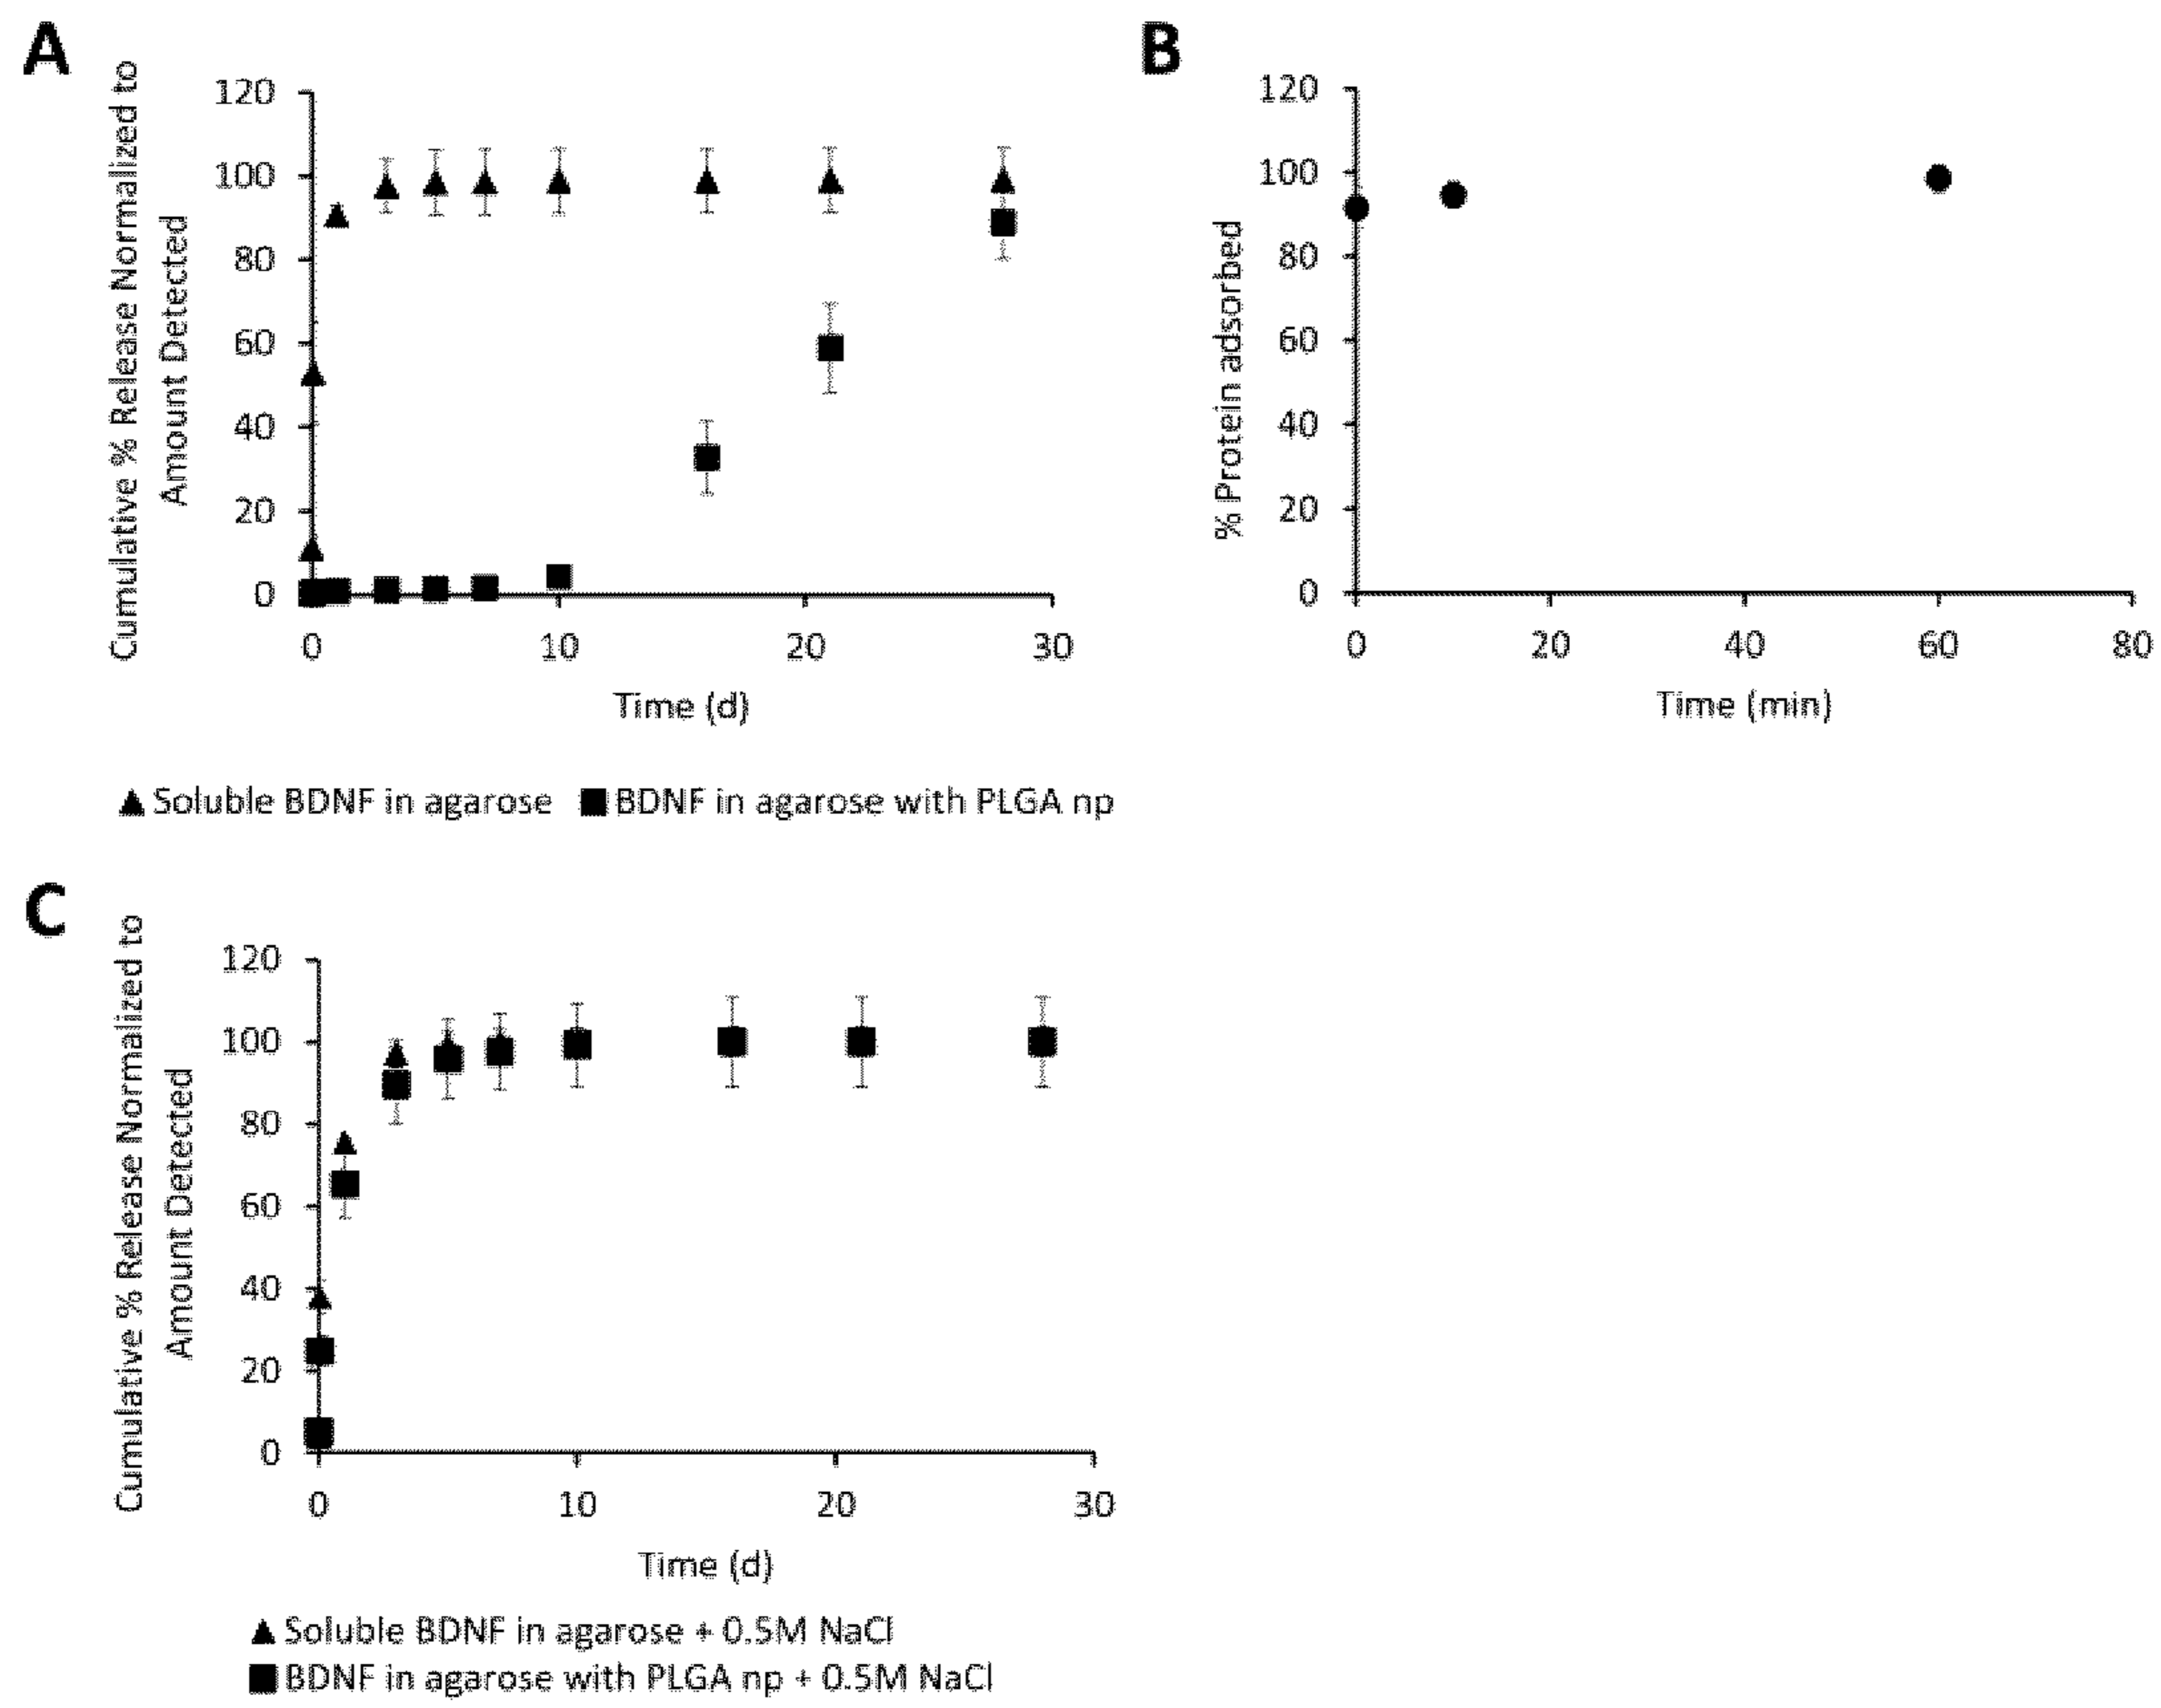 A
Cumulative % Release Normalized to
Amount Detected
120
100
80
60
40
20
0
0 10 20 30
Time (d)
▲ Soluble BDNF in agarose ■ BDNF in agarose with PLGA np
B
% Protein adsorbed
120
100
80
60
40
20
0
0 20 40 60 80
Time (min)
C
Cumulative % Release Normalized to
Amount Detected
120
100
80
60
40
20
0
0 10 20 30
Time (d)
▲ Soluble BDNF in agarose + 0.5M NaCl
■ BDNF in agarose with PLGA np + 0.5M NaCl